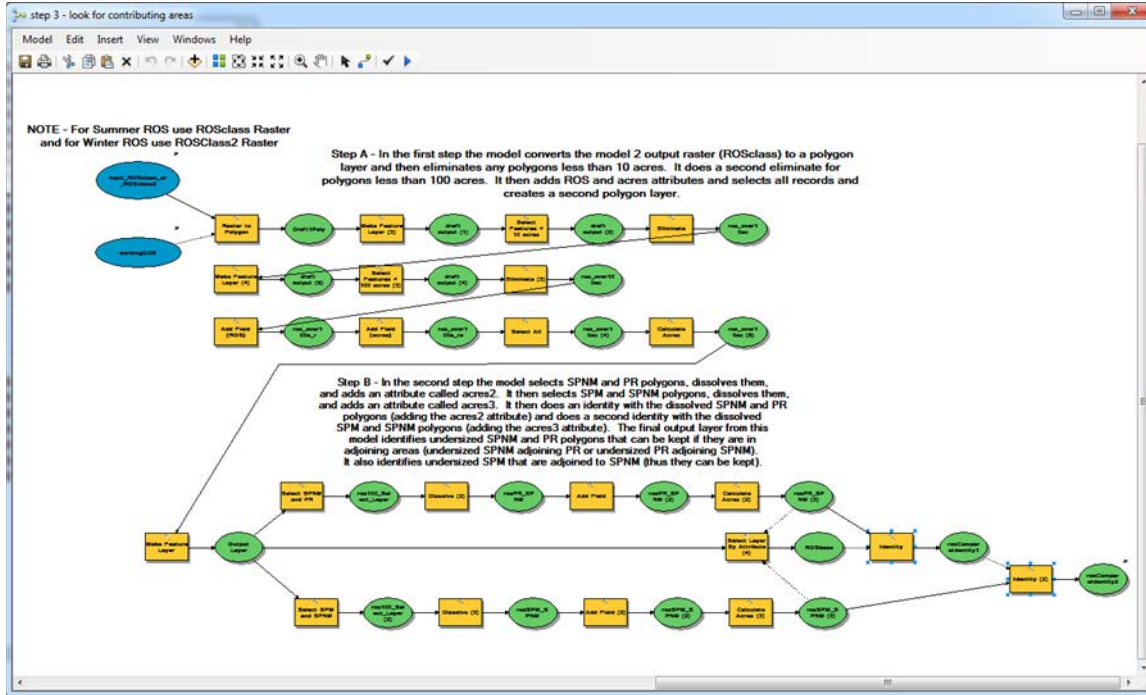 step 3 - look for contributing areas
Model Edit Insert View Windows Help
NOTE - For Summer ROS use ROSclass Raster
and for Winter ROS use ROSClass2 Raster
Step A - In the first step the model converts the model 2 output raster (ROSclass) to a polygon
layer and then eliminates any polygons less than 10 acres. It does a second eliminate for
polygons less than 100 acres. It then adds ROS and acres attributes and selects all records and
creates a second polygon layer.
Raster to
Polygon
Draft1Poly
Make Feature
Layer (3)
draft
output (1)
Select
Features <
10 acres
draft
output (2)
Eliminate
Make Feature
Layer (4)
draft
Select
Features <
draft
output (4)
Eliminate (2)
Add Field
(ROS)
Add Field
(acres)
Select All
Calculate
Acres
Step B - In the second step the model selects SPNM and PR polygons, dissolves them,
and adds an attribute called acres2. It then selects SPM and SPNM polygons, dissolves them,
and adds an attribute called acres3. It then does an identity with the dissolved SPNM and PR
polygons (adding the acres2 attribute) and does a second identity with the dissolved
SPM and SPNM polygons (adding the acres3 attribute). The final output layer from this
model identifies undersized SPNM and PR polygons that can be kept if they are in
adjoining areas (undersized SPNM adjoining PR or undersized PR adjoining SPNM).
It also identifies undersized SPM that are adjoined to SPNM (thus they can be kept).
Select SPNM
and PR
Dissolve (2)
Add Field
Calculate
Acres (2)
Make Feature
Layer
Output
Layer
Select Layer
by Attribute
(4)
ROSbase
Identity
Identity (2)
Select SPM
and SPNM
Dissolve (3)
Add Field (2)
Calculate
Acres (3)